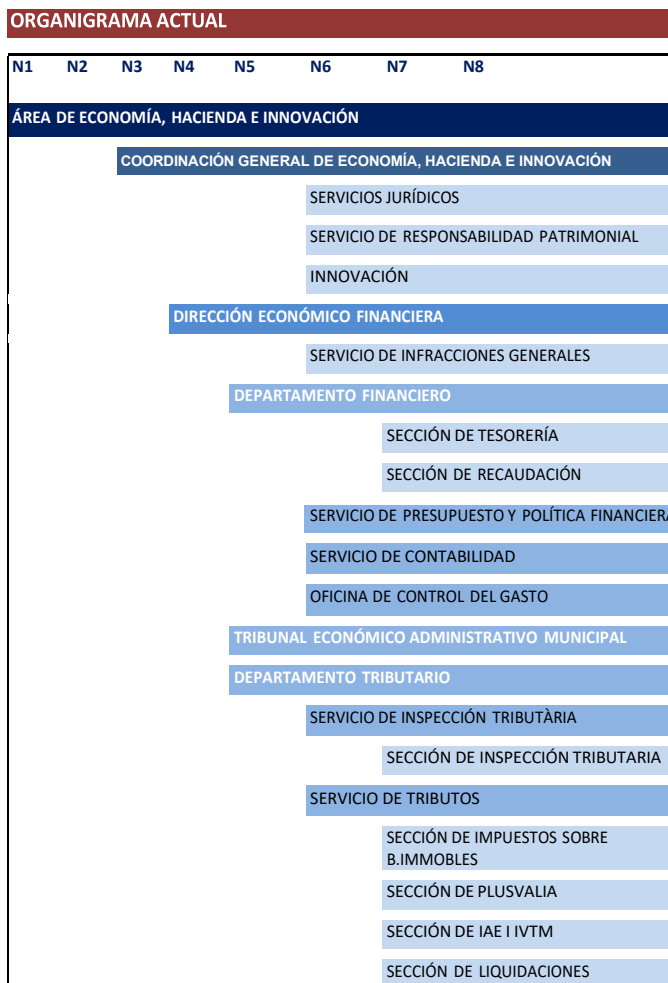 ORGANIGRAMA ACTUAL
N1 N2 N3 N4 N5 N6 N7 N8
ÁREA DE ECONOMÍA, HACIENDA E INNOVACIÓN
COORDINACIÓN GENERAL DE ECONOMÍA, HACIENDA E INNOVACIÓN
SERVICIOS JURÍDICOS
SERVICIO DE RESPONSABILIDAD PATRIMONIAL
INNOVACIÓN
DIRECCIÓN ECONÓMICO FINANCIERA
SERVICIO DE INFRACCIONES GENERALES
DEPARTAMENTO FINANCIERO
SECCIÓN DE TESORERÍA
SECCIÓN DE RECAUDACIÓN
SERVICIO DE PRESUPUESTO Y POLÍTICA FINANCIERA
SERVICIO DE CONTABILIDAD
OFICINA DE CONTROL DEL GASTO
TRIBUNAL ECONÓMICO ADMINISTRATIVO MUNICIPAL
DEPARTAMENTO TRIBUTARIO
SERVICIO DE INSPECCIÓN TRIBUTÀRIA
SECCIÓN DE INSPECCIÓN TRIBUTARIA
SERVICIO DE TRIBUTOS
SECCIÓN DE IMPUESTOS SOBRE
B.IMMOBLES
SECCIÓN DE PLUSVALIA
SECCIÓN DE IAE I IVTM
SECCIÓN DE LIQUIDACIONES